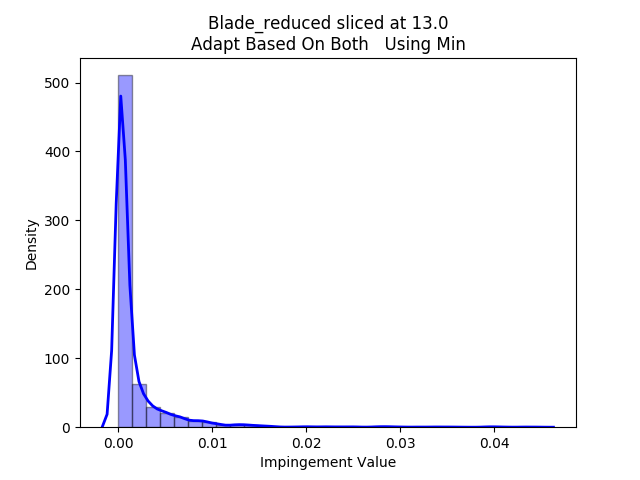 Blade_reduced sliced at 13.0
Adapt Based On Both   Using Min
500
400
300
200
100
0
Density
0.00 0.01 0.02 0.03 0.04
Impingement Value